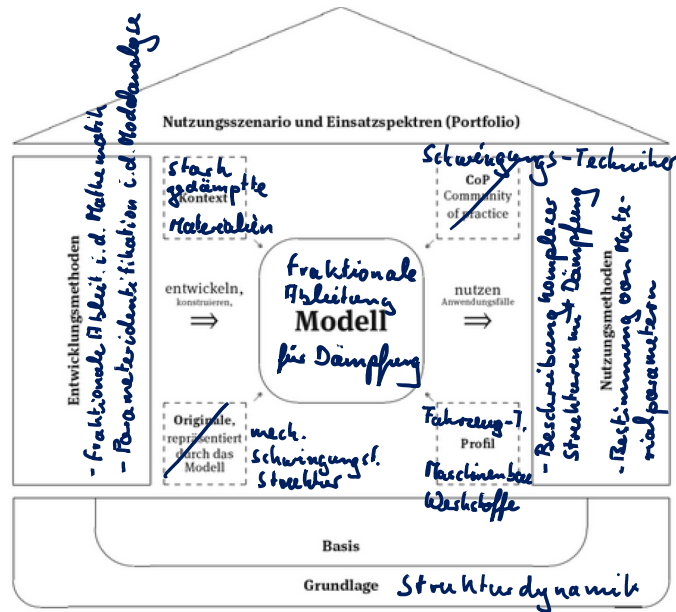 Nutzungsszenario und Einsatzspektren (Portfolio)
Entwicklungsmethoden
- Fraktionale Ableit. i.d. Mathematik
- Parameteridentifikation i.d. Modalanalyse
stark
gedämpfte
Kontext
Materialien
Schwingungs-Techniker
CoP
Community
of practice
entwickeln,
konstruieren,
⇒
Fraktionale
Ableitung
Modell
für Dämpfung
nutzen
Anwendungsfälle
⇒
- Beschreibung komplexer
Strukturen mit Dämpfung
- Bestimmung von Mate-
rialparametern
Nutzungsmethoden
Originale,
repräsentiert
durch das
Modell
mech.
schwingungsf.
Struktur
Fahrzeug-T.
Profil
Maschinenbau
Werkstoffe
Basis
Grundlage Strukturdynamik